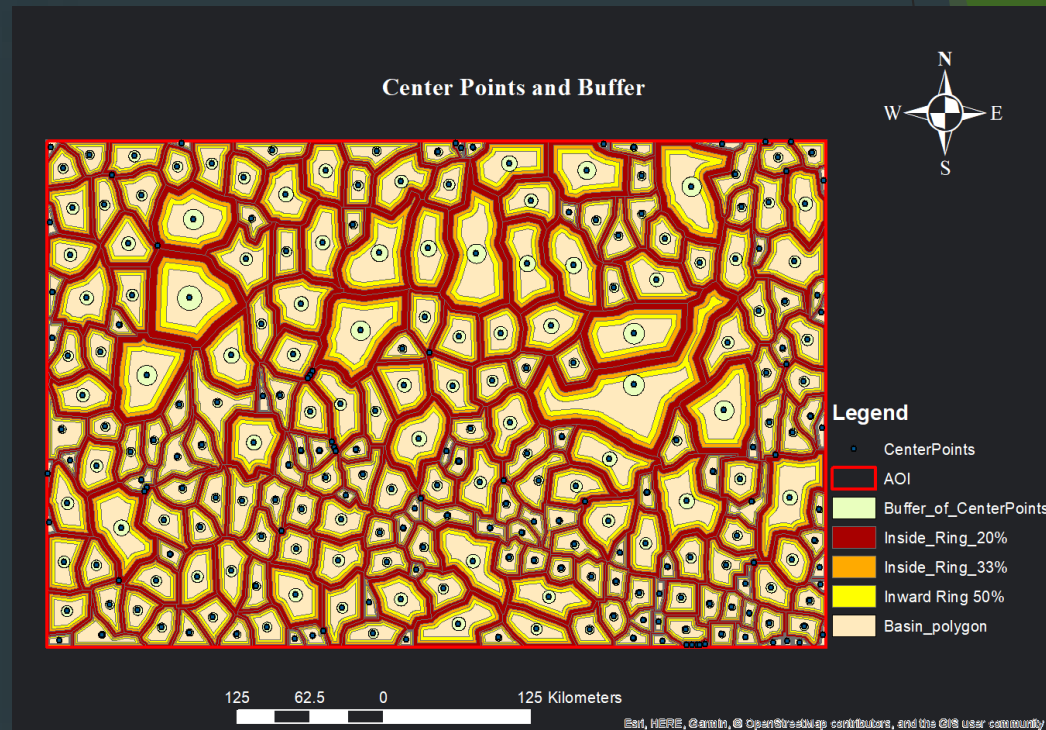 Center Points and Buffer
N
W E
S
Legend
CenterPoints
AOI
Buffer_of_CenterPoints
Inside_Ring_20%
Inside_Ring_33%
Inward Ring 50%
Basin_polygon
125 62.5 0 125 Kilometers
Esri, HERE, Garmin, © OpenStreetMap contributors, and the GIS user community